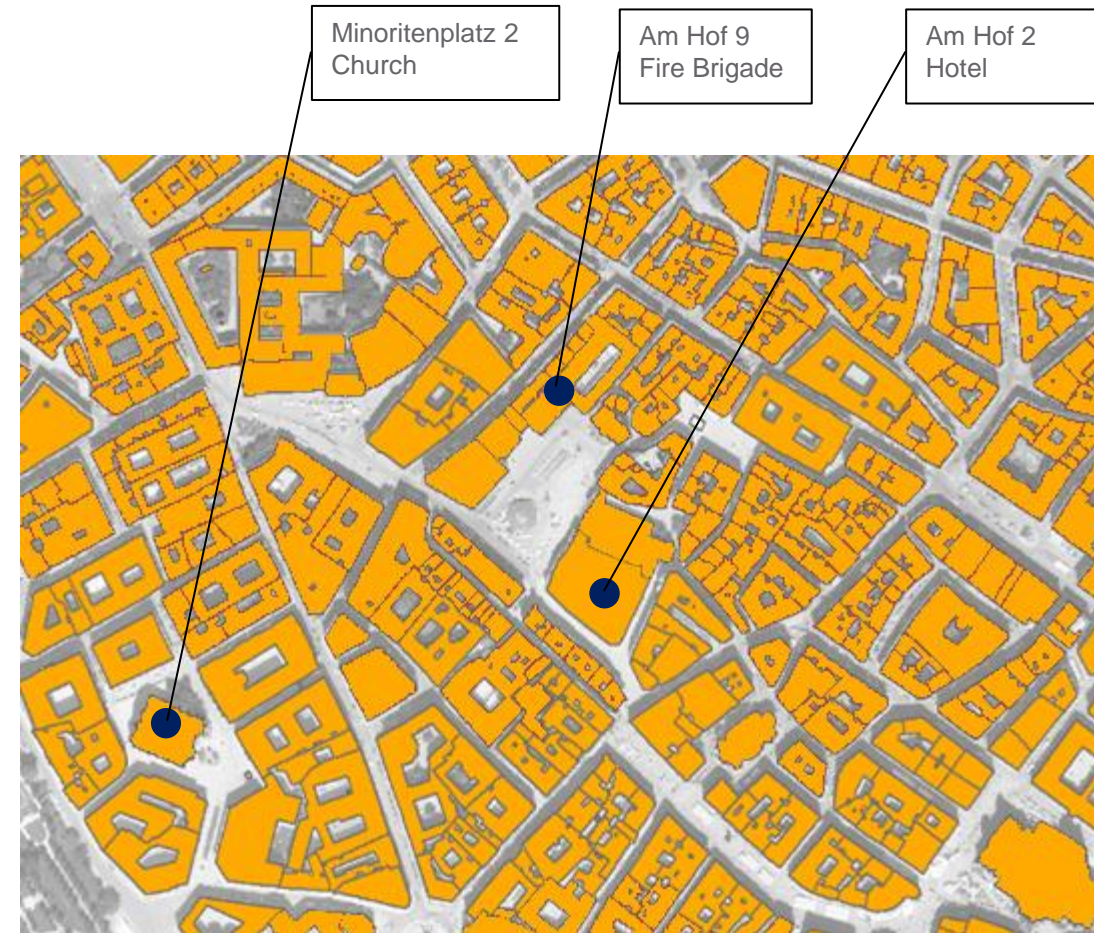 Minoritenplatz 2
Church
Am Hof 9
Fire Brigade
Am Hof 2
Hotel